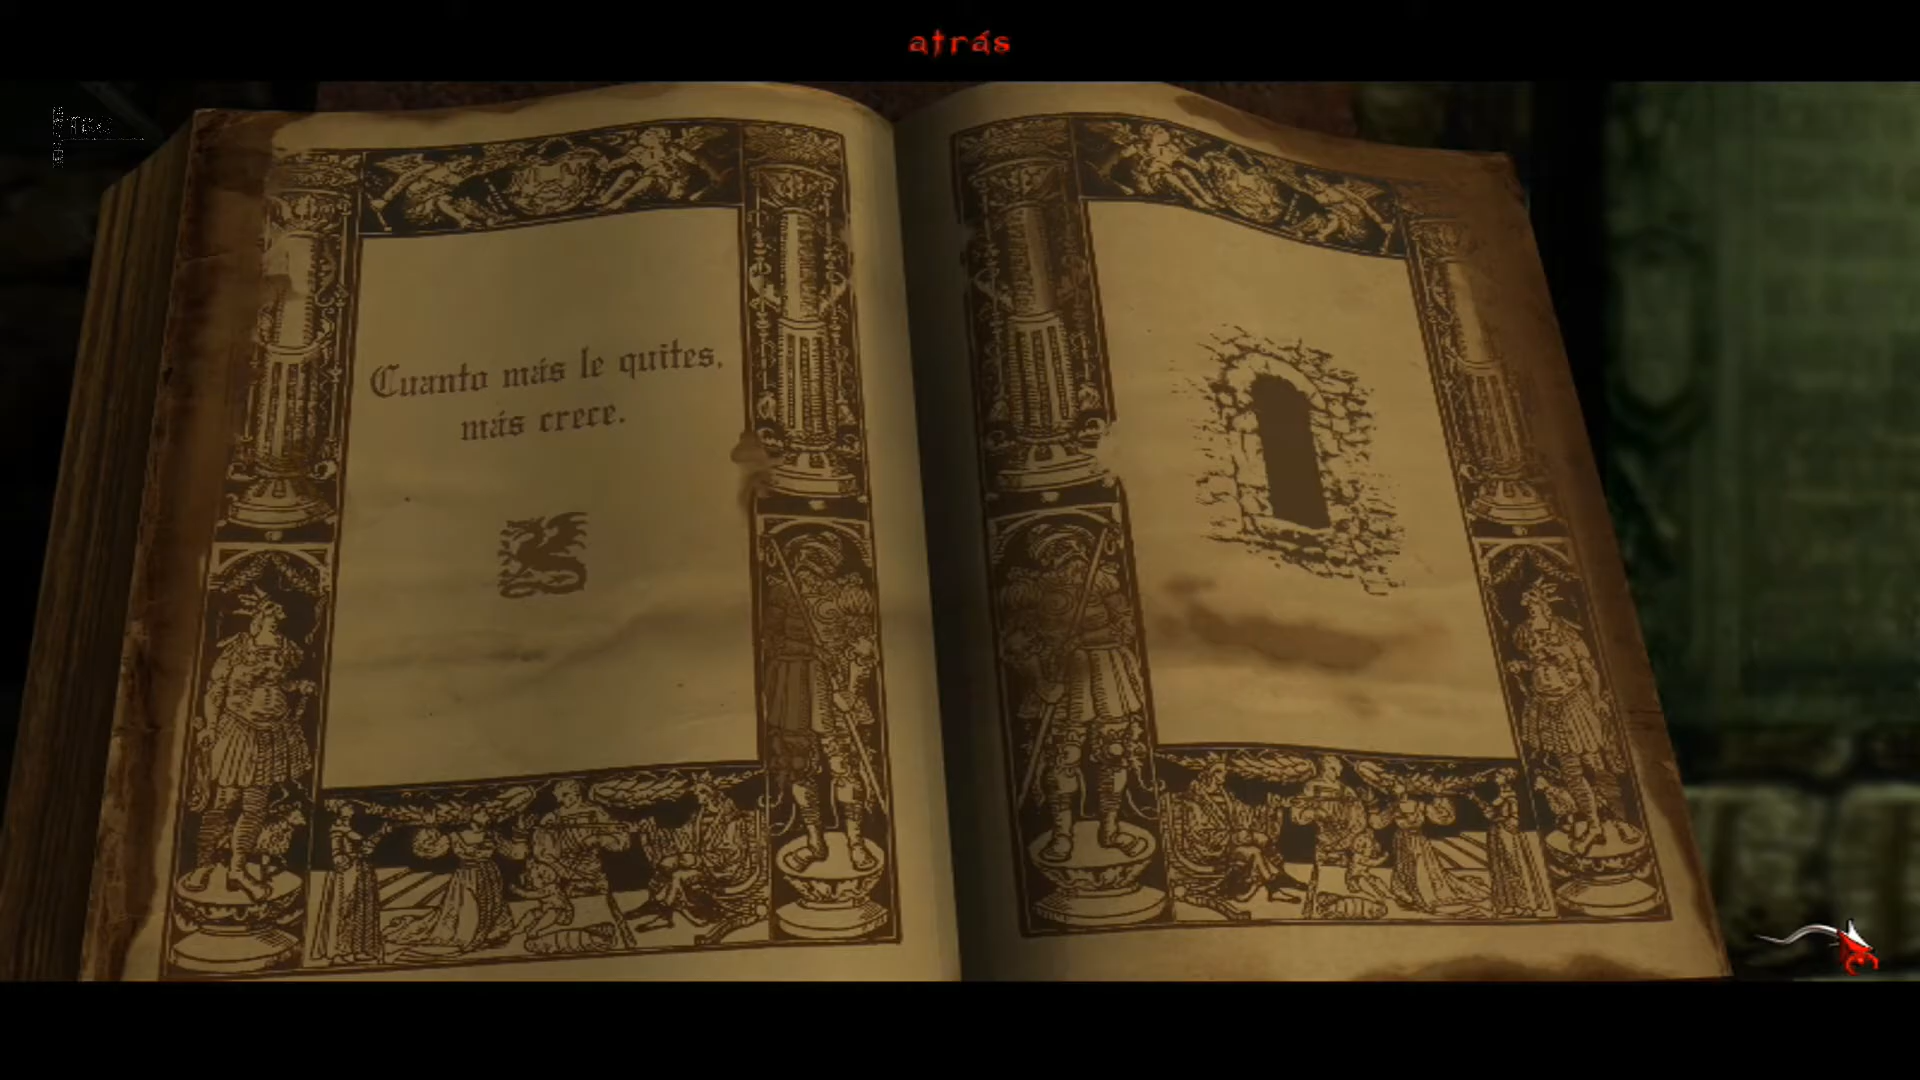 atrás
Cuanto más le quites,
más crece.